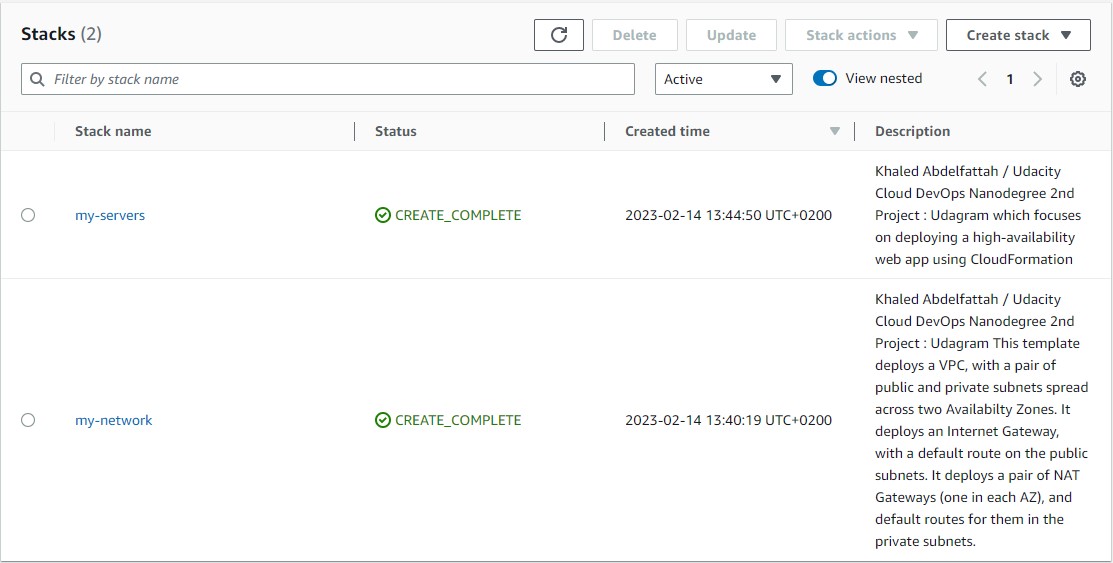 Stacks (2)
Delete
Update
Stack actions
Create stack
Filter by stack name
Active
View nested
1
Stack name
Status
Created time
Description
my-servers
CREATE_COMPLETE
2023-02-14 13:44:50 UTC+0200
Khaled Abdelfattah / Udacity
Cloud DevOps Nanodegree 2nd
Project : Udagram which focuses
on deploying a high-availability
web app using CloudFormation
my-network
CREATE_COMPLETE
2023-02-14 13:40:19 UTC+0200
Khaled Abdelfattah / Udacity
Cloud DevOps Nanodegree 2nd
Project : Udagram This template
deploys a VPC, with a pair of
public and private subnets spread
across two Availabilty Zones. It
deploys an Internet Gateway,
with a default route on the public
subnets. It deploys a pair of NAT
Gateways (one in each AZ), and
default routes for them in the
private subnets.